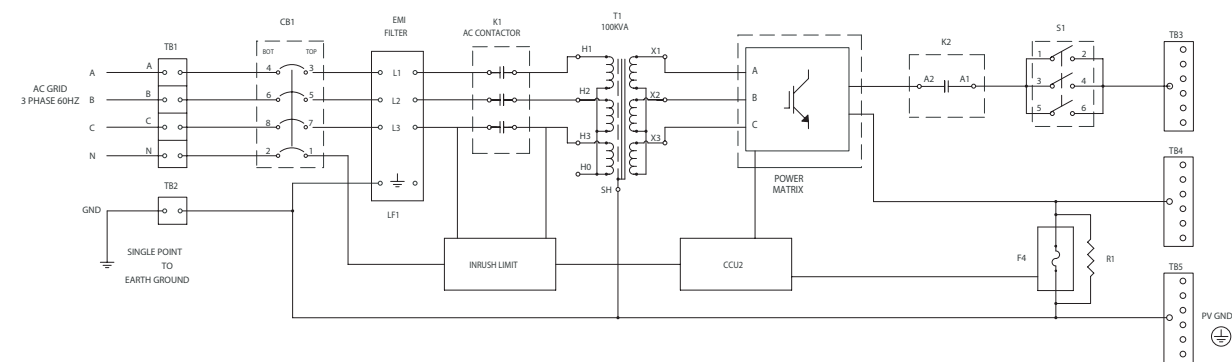 T1
100KVA
CB1
EMI
FILTER
K1
AC CONTACTOR
S1
TB3
TB1
K2
BOT
TOP
H1
X1
1
2
A
A
4
3
L1
A
A2
A1
AC GRID
3 PHASE 60HZ
B
B
6
5
L2
H2
X2
B
3
4
C
C
8
7
L3
C
5
6
H3
X3
N
N
2
1
H0
TB4
POWER
MATRIX
TB2
SH
GND
LF1
SINGLE POINT
TO
EARTH GROUND
INRUSH LIMIT
CCU2
F4
R1
TB5
PV GND